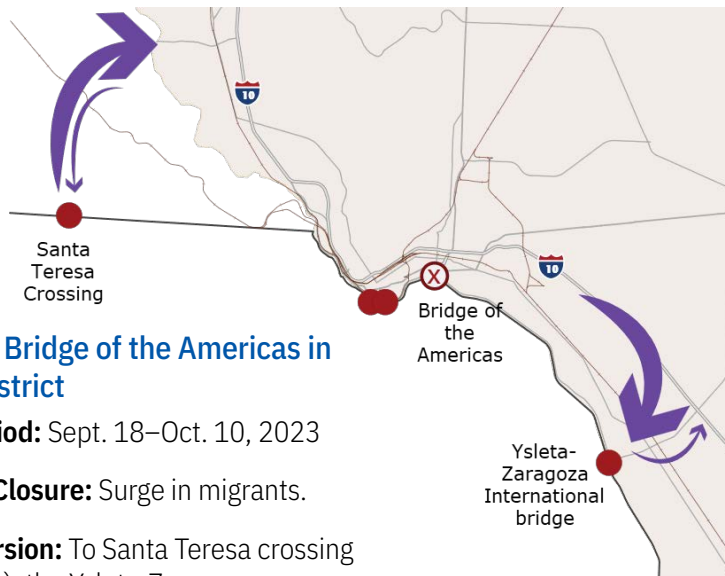 10
Santa
Teresa
Crossing
X
10
Bridge of
the
Americas
Bridge of the Americas in
strict
iod: Sept. 18–Oct. 10, 2023
Closure: Surge in migrants.
Ysleta-
Zaragoza
International
bridge
rsion: To Santa Teresa crossing